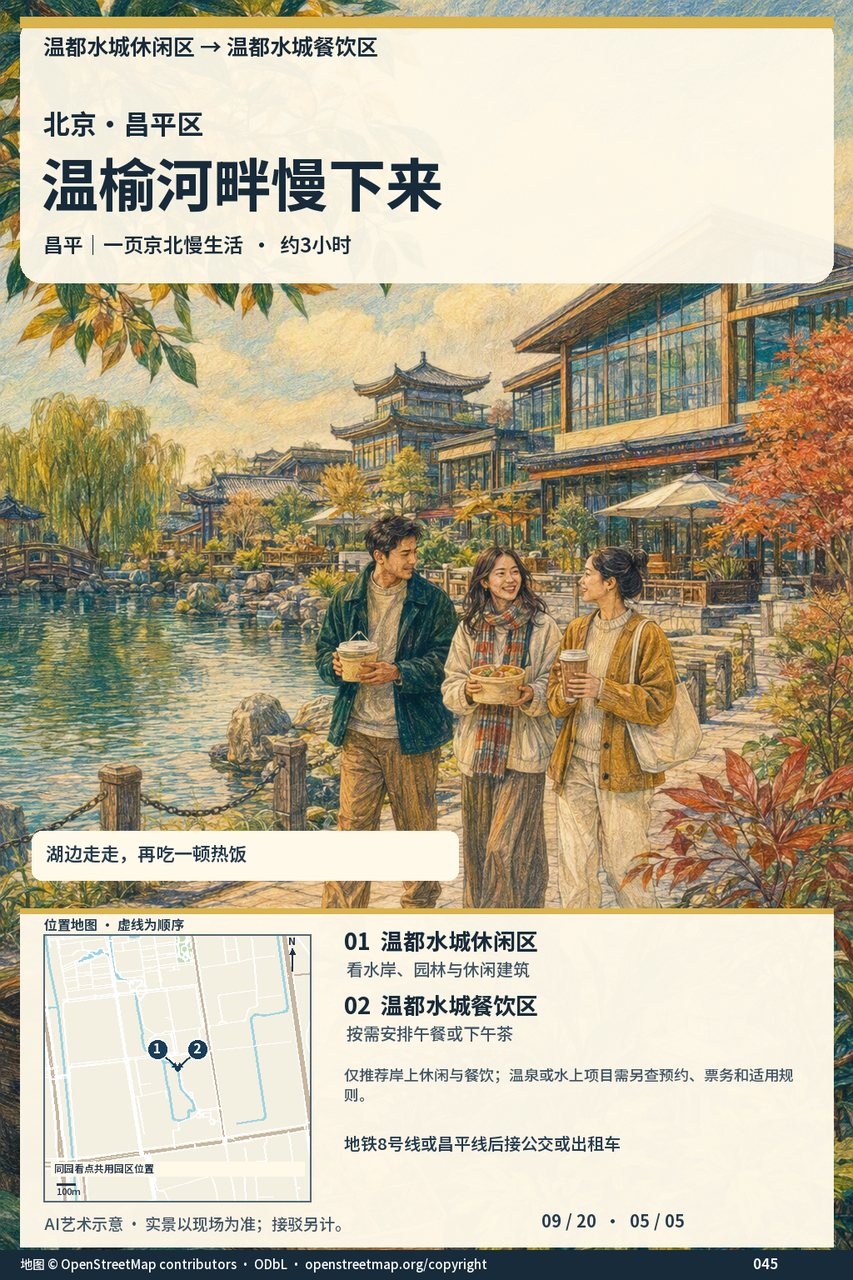 温都水城休闲区 → 温都水城餐饮区
北京・昌平区
温榆河畔慢下来
昌平｜一页京北慢生活 ・ 约3小时
湖边走走，再吃一顿热饭
位置地图 ・ 虚线为顺序
N
1 2
同园看点共用园区位置
100m
01 温都水城休闲区
看水岸、园林与休闲建筑
02 温都水城餐饮区
按需安排午餐或下午茶
仅推荐岸上休闲与餐饮；温泉或水上项目需另查预约、票务和适用规
则。
地铁8号线或昌平线后接公交或出租车
AI艺术示意 ・ 实景以现场为准；接驳另计。
09 / 20 ・ 05 / 05
地图 © OpenStreetMap contributors ・ ODbL ・ openstreetmap.org/copyright
045